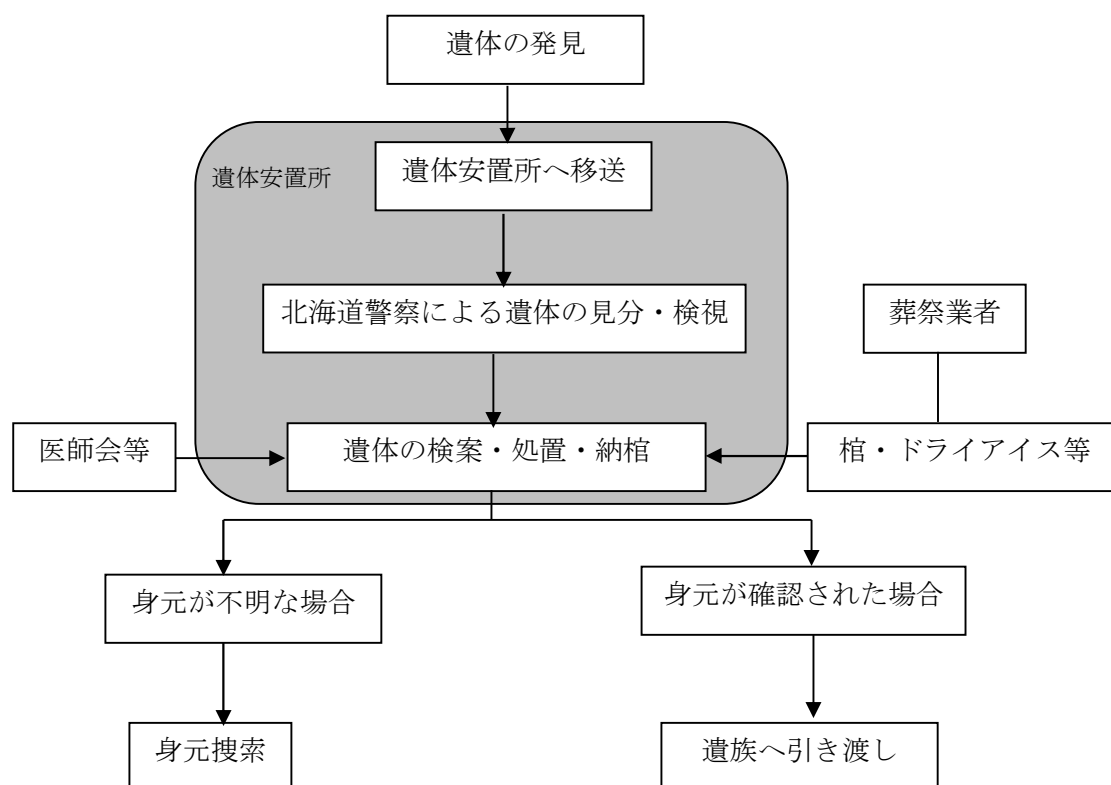 遺体の発見
遺体安置所
遺体安置所へ移送
北海道警察による遺体の見分・検視
葬祭業者
医師会等
遺体の検案・処置・納棺
棺・ドライアイス等
身元が不明な場合
身元が確認された場合
身元捜索
遺族へ引き渡し